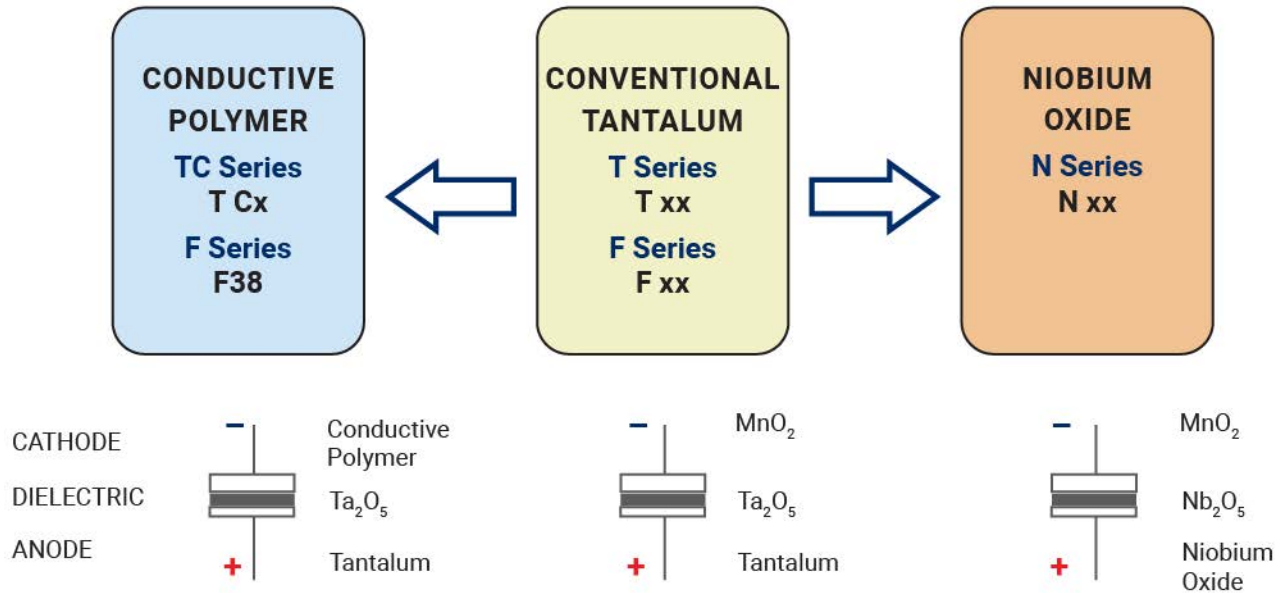 CONDUCTIVE
POLYMER
TC Series
T Cx
F Series
F38
CONVENTIONAL
TANTALUM
T Series
T xx
F Series
F xx
NIOBIUM
OXIDE
N Series
N xx
CATHODE
DIELECTRIC
ANODE
−
Conductive
Polymer
Ta₂O₅
+
Tantalum
−
MnO₂
Ta₂O₅
+
Tantalum
−
MnO₂
Nb₂O₅
+
Niobium
Oxide